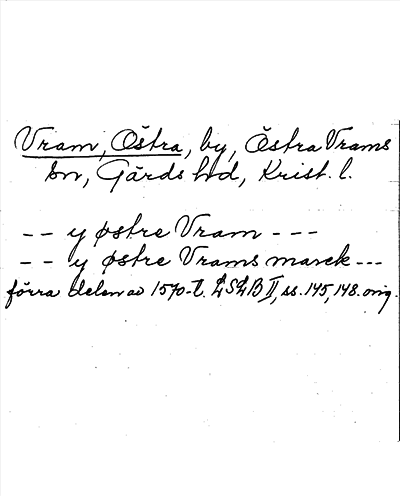 Vram, Östra, by, Östra Vrams
sn, Gärds hd, Krist. l.
-- y østre Vram ---
-- y østre Vrams marck ---
förra delen av 1570-t. LSLB II, ss. 145, 148. orig.